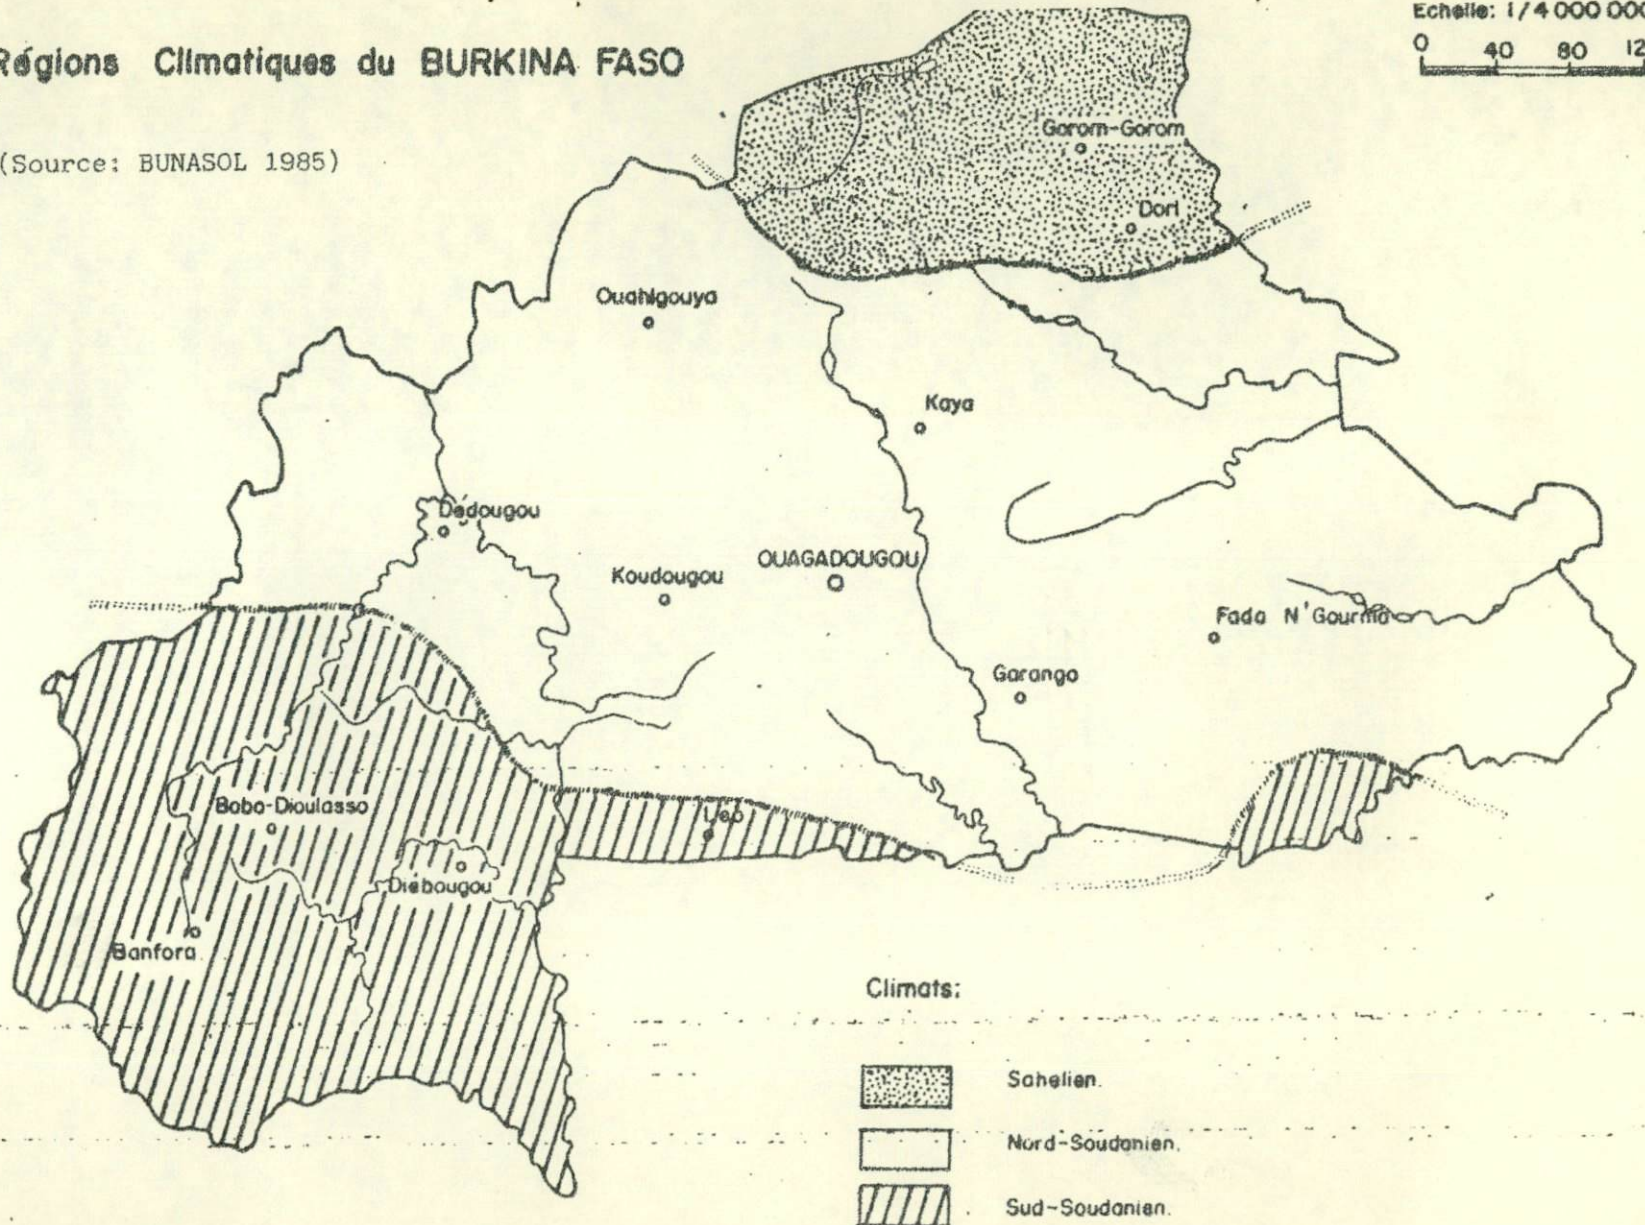 Régions Climatiques du BURKINA FASO
(Source: BUNASOL 1985)
Echelle: 1/4 000 000
0 40 80 12
Gorom-Gorom
Dori
Ouahigouya
Kaya
Dédougou
Koudougou
OUAGADOUGOU
Fada N'Gourma
Garango
Bobo-Dioulasso
Léo
Diébougou
Banfora
Climats:
Sahelien.
Nord-Soudanien.
Sud-Soudanien.